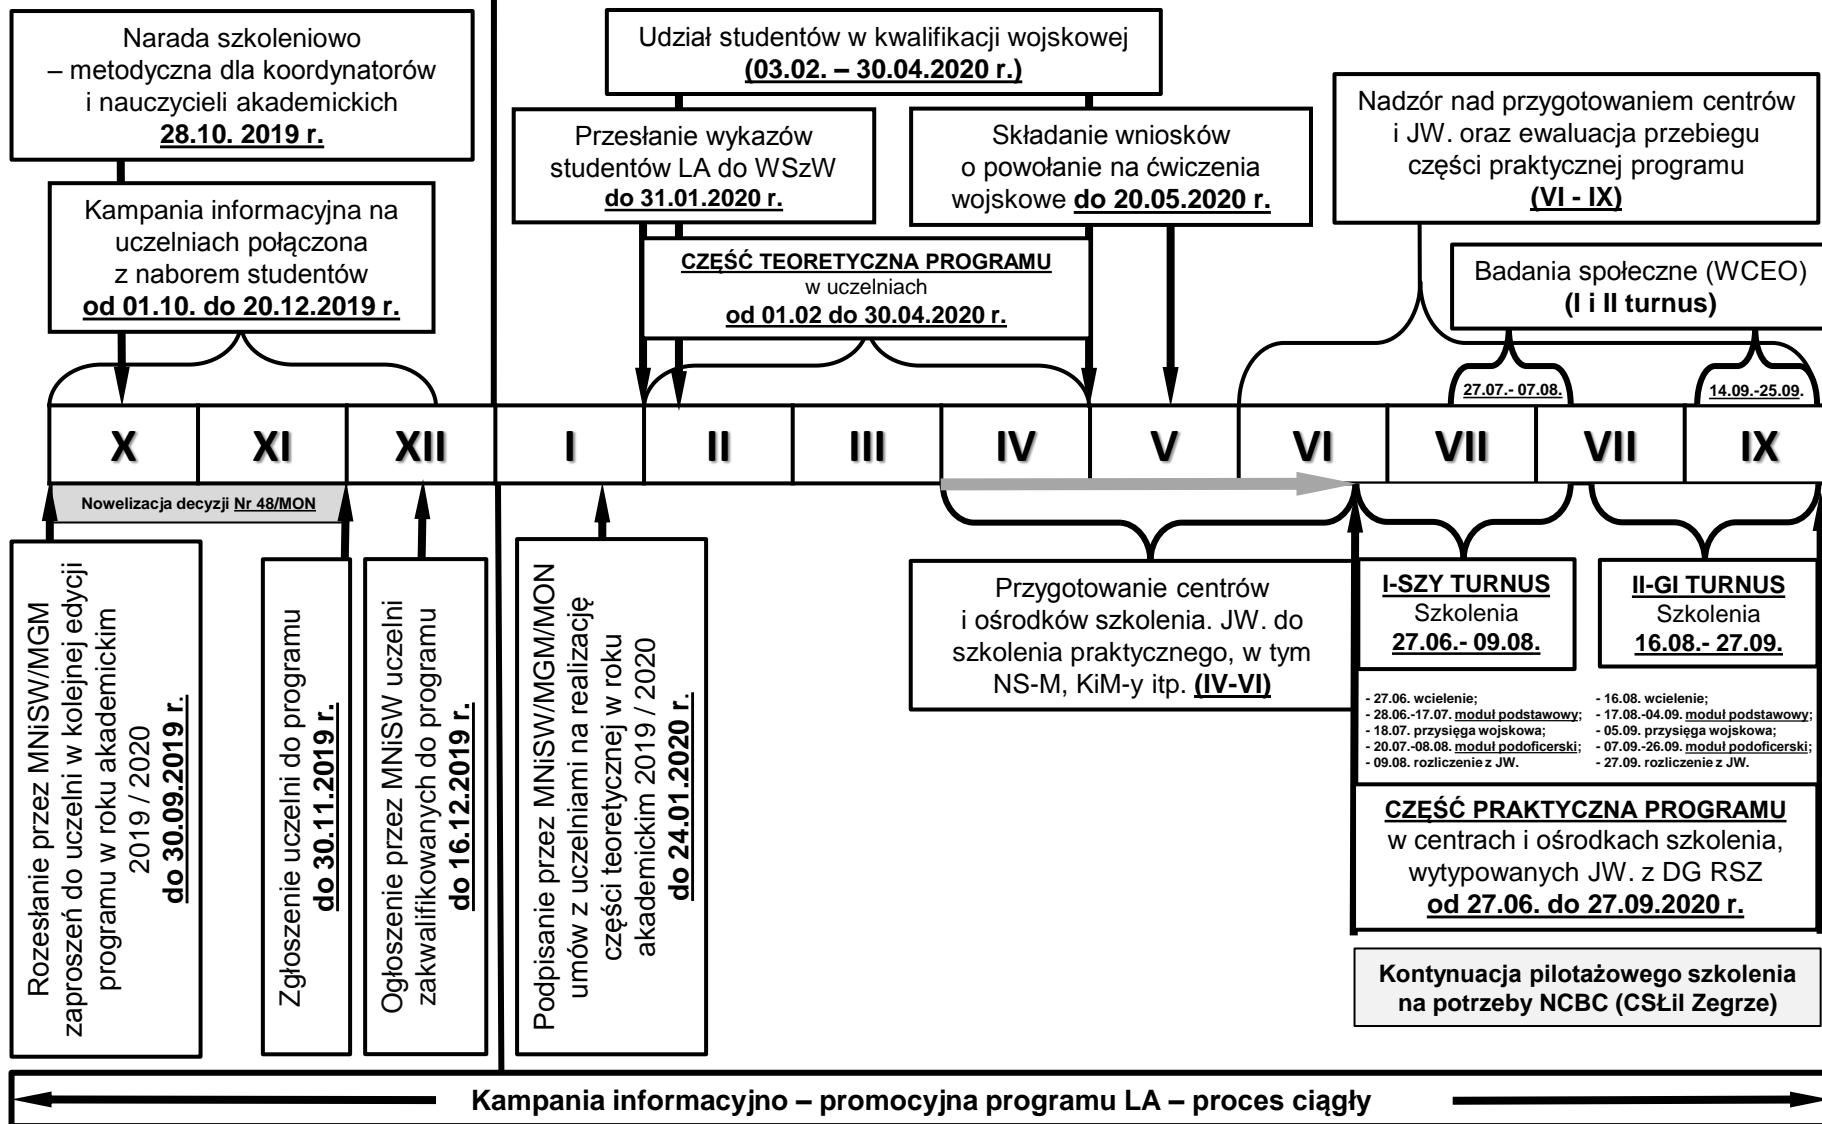 Narada szkoleniowo
– metodyczna dla koordynatorów
i nauczycieli akademickich
28.10. 2019 r.
Kampania informacyjna na
uczelniach połączona
z naborem studentów
od 01.10. do 20.12.2019 r.
Udział studentów w kwalifikacji wojskowej
(03.02. – 30.04.2020 r.)
Przesłanie wykazów
studentów LA do WSzW
do 31.01.2020 r.
Składanie wniosków
o powołanie na ćwiczenia
wojskowe do 20.05.2020 r.
CZĘŚĆ TEORETYCZNA PROGRAMU
w uczelniach
od 01.02 do 30.04.2020 r.
Nadzór nad przygotowaniem centrów
i JW. oraz ewaluacja przebiegu
części praktycznej programu
(VI - IX)
Badania społeczne (WCEO)
(I i II turnus)
27.07.- 07.08.
14.09.-25.09.
X
XI
XII
I
II
III
IV
V
VI
VII
VII
IX
Nowelizacja decyzji Nr 48/MON
Rozesłanie przez MNiSW/MGM
zaproszeń do uczelni w kolejnej edycji
programu w roku akademickim
2019 / 2020
do 30.09.2019 r.
Zgłoszenie uczelni do programu
do 30.11.2019 r.
Ogłoszenie przez MNiSW uczelni
zakwalifikowanych do programu
do 16.12.2019 r.
Podpisanie przez MNiSW/MGM/MON
umów z uczelniami na realizację
części teoretycznej w roku
akademickim 2019 / 2020
do 24.01.2020 r.
Przygotowanie centrów
i ośrodków szkolenia. JW. do
szkolenia praktycznego, w tym
NS-M, KiM-y itp. (IV-VI)
I-SZY TURNUS
Szkolenia
27.06.- 09.08.
II-GI TURNUS
Szkolenia
16.08.- 27.09.
- 27.06. wcielenie;
- 28.06.-17.07. moduł podstawowy;
- 18.07. przysięga wojskowa;
- 20.07.-08.08. moduł podoficerski;
- 09.08. rozliczenie z JW.
- 16.08. wcielenie;
- 17.08.-04.09. moduł podstawowy;
- 05.09. przysięga wojskowa;
- 07.09.-26.09. moduł podoficerski;
- 27.09. rozliczenie z JW.
CZĘŚĆ PRAKTYCZNA PROGRAMU
w centrach i ośrodkach szkolenia,
wytypowanych JW. z DG RSZ
od 27.06. do 27.09.2020 r.
Kontynuacja pilotażowego szkolenia
na potrzeby NCBC (CSŁiI Zegrze)
Kampania informacyjno – promocyjna programu LA – proces ciągły